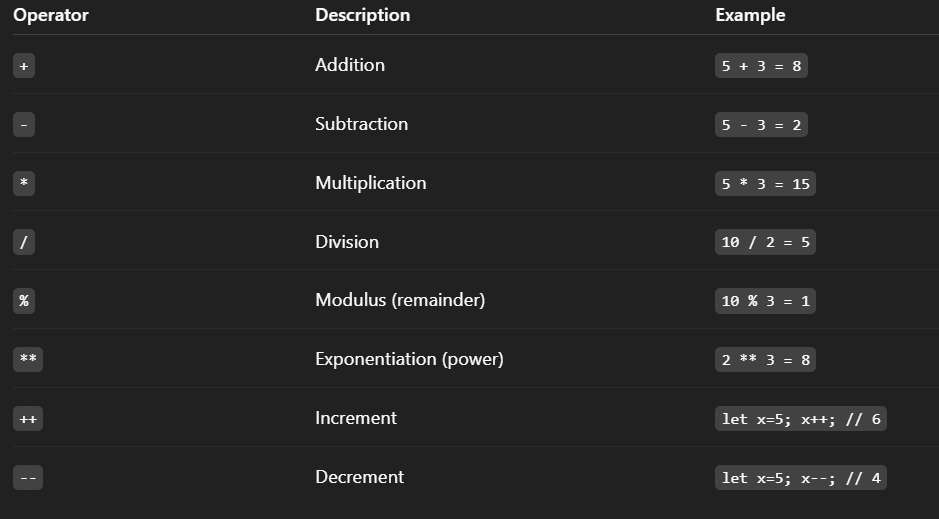 Operator Description Example
+ Addition 5 + 3 = 8
- Subtraction 5 - 3 = 2
* Multiplication 5 * 3 = 15
/ Division 10 / 2 = 5
% Modulus (remainder) 10 % 3 = 1
** Exponentiation (power) 2 ** 3 = 8
++ Increment let x=5; x++; // 6
-- Decrement let x=5; x--; // 4